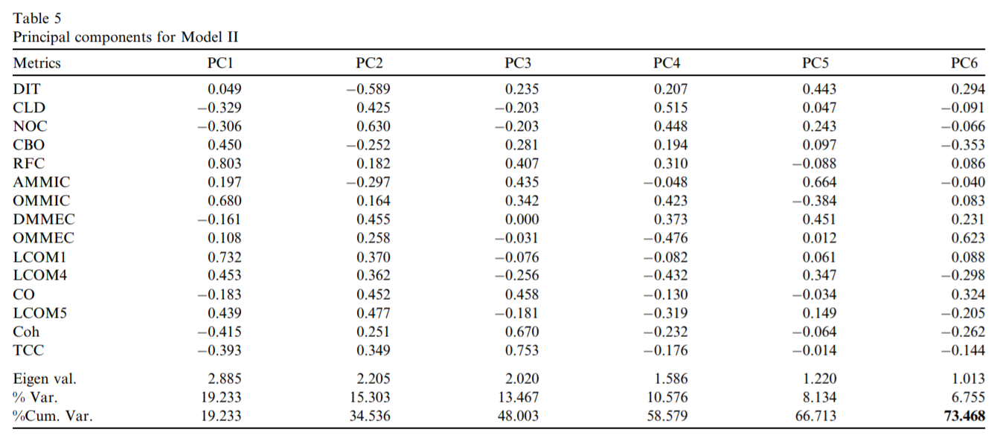 Table 5
Principal components for Model II
Metrics PC1 PC2 PC3 PC4 PC5 PC6
DIT 0.049 −0.589 0.235 0.207 0.443 0.294
CLD −0.329 0.425 −0.203 0.515 0.047 −0.091
NOC −0.306 0.630 −0.203 0.448 0.243 −0.066
CBO 0.450 −0.252 0.281 0.194 0.097 −0.353
RFC 0.803 0.182 0.407 0.310 −0.088 0.086
AMMIC 0.197 −0.297 0.435 −0.048 0.664 −0.040
OMMIC 0.680 0.164 0.342 0.423 −0.384 0.083
DMMEC −0.161 0.455 0.000 0.373 0.451 0.231
OMMEC 0.108 0.258 −0.031 −0.476 0.012 0.623
LCOM1 0.732 0.370 −0.076 −0.082 0.061 0.088
LCOM4 0.453 0.362 −0.256 −0.432 0.347 −0.298
CO −0.183 0.452 0.458 −0.130 −0.034 0.324
LCOM5 0.439 0.477 −0.181 −0.319 0.149 −0.205
Coh −0.415 0.251 0.670 −0.232 −0.064 −0.262
TCC −0.393 0.349 0.753 −0.176 −0.014 −0.144
Eigen val. 2.885 2.205 2.020 1.586 1.220 1.013
% Var. 19.233 15.303 13.467 10.576 8.134 6.755
%Cum. Var. 19.233 34.536 48.003 58.579 66.713 73.468